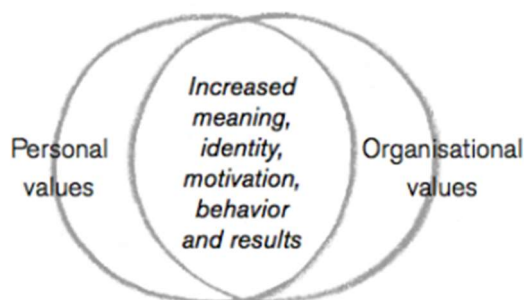 Personal
values
Increased
meaning,
identity,
motivation,
behavior
and results
Organisational
values